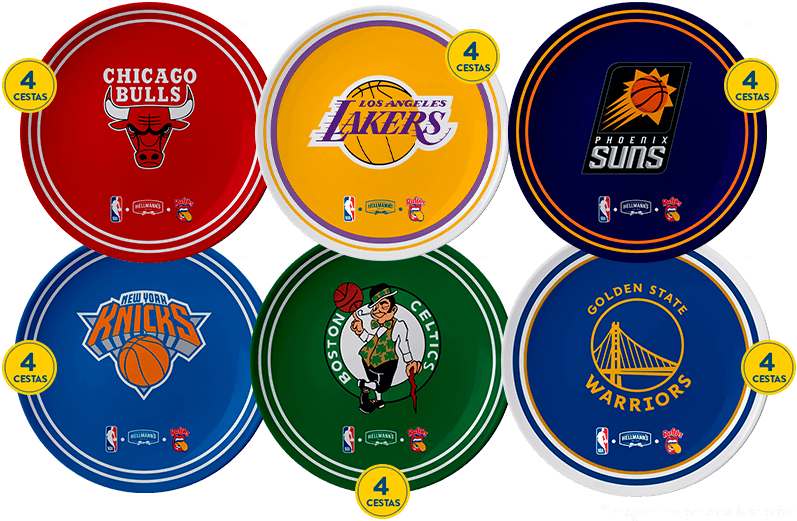 4
CESTAS
CHICAGO
BULLS
HELLMANN'S
4
CESTAS
LOS ANGELES
LAKERS
HELLMANN'S
4
CESTAS
PHOENIX
SUNS
HELLMANN'S
4
CESTAS
NEW YORK
KNICKS
HELLMANN'S
BOSTON
CELTICS
HELLMANN'S
4
CESTAS
GOLDEN STATE
WARRIORS
HELLMANN'S
4
CESTAS